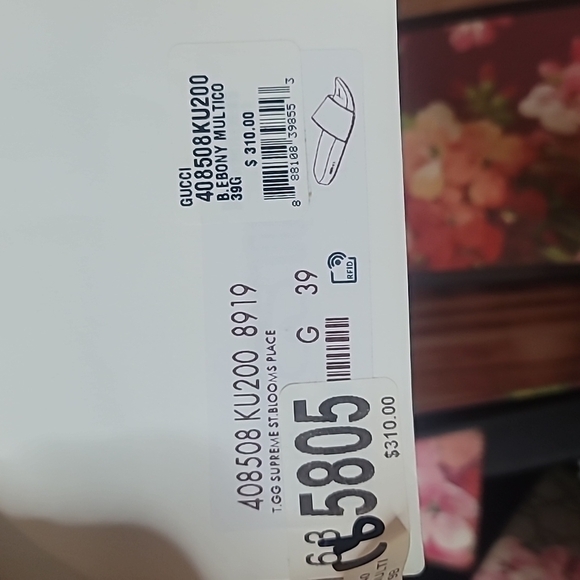 GUCCI
408508KU200
B.EBONY MULTICO
39G
$ 310.00
8 88108 39855 3
408508 KU200 8919
T.GG SUPREME ST.BLOOMS PLACE
G 39
RFID
63
5805
$310.00